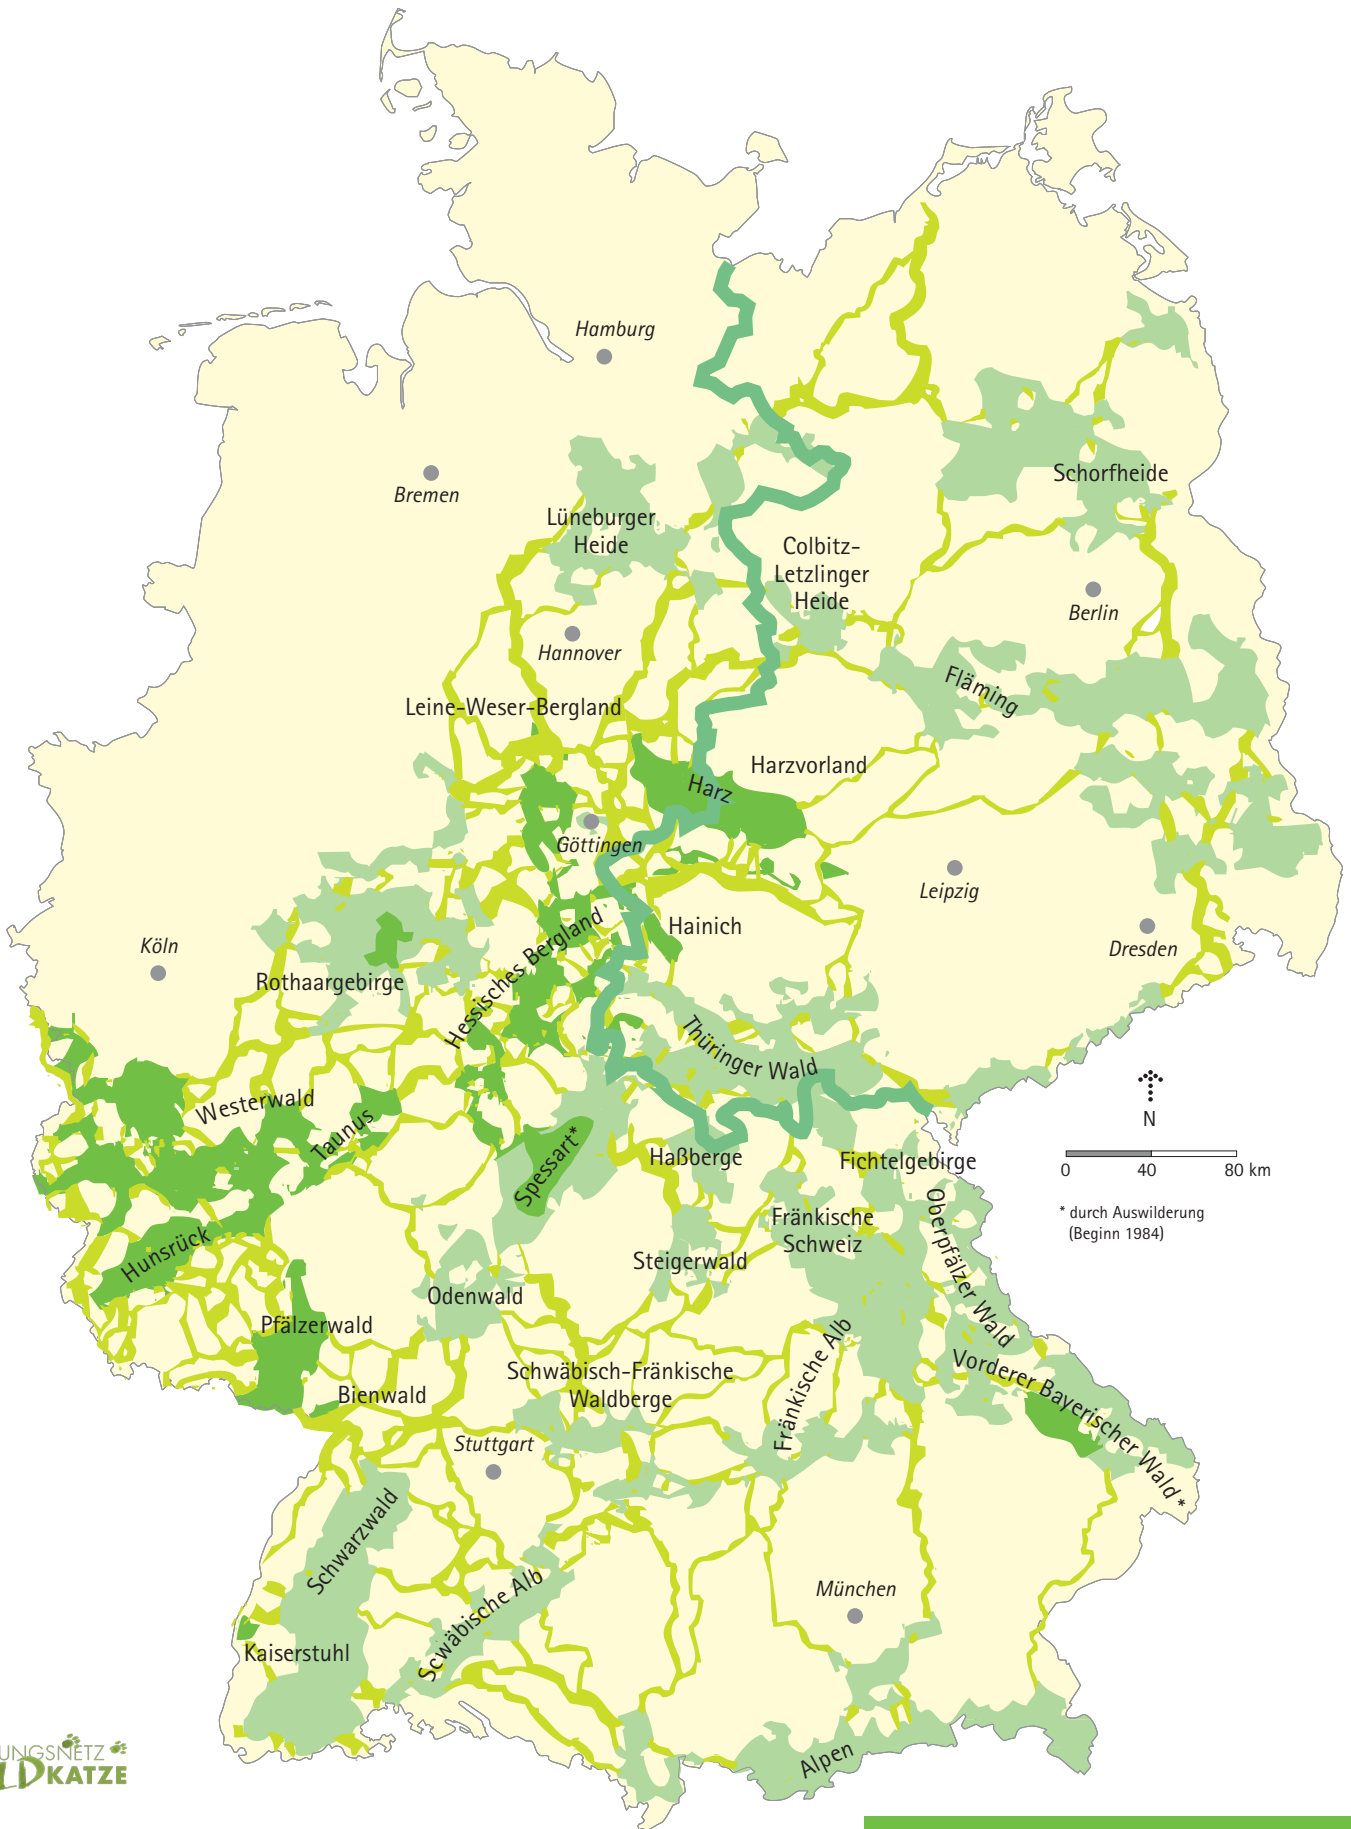 Hamburg
Bremen
Schorfheide
Lüneburger
Heide
Colbitz-
Letzlinger
Heide
Berlin
Hannover
Fläming
Leine-Weser-Bergland
Harzvorland
Harz
Göttingen
Leipzig
Hainich
Dresden
Köln
Rothaargebirge
Hessisches Bergland
Thüringer Wald
Westerwald
Taunus
N
0 40 80 km
* durch Auswilderung
(Beginn 1984)
Spessart*
Haßberge
Fichtelgebirge
Oberpfälzer Wald
Fränkische
Schweiz
Hunsrück
Steigerwald
Odenwald
Pfälzerwald
Fränkische Alb
Vorderer Bayerischer Wald *
Schwäbisch-Fränkische
Waldberge
Bienwald
Stuttgart
Schwarzwald
München
Scwäbische Alb
Kaiserstuhl
Alpen
UNGSNETZ
LDKATZE